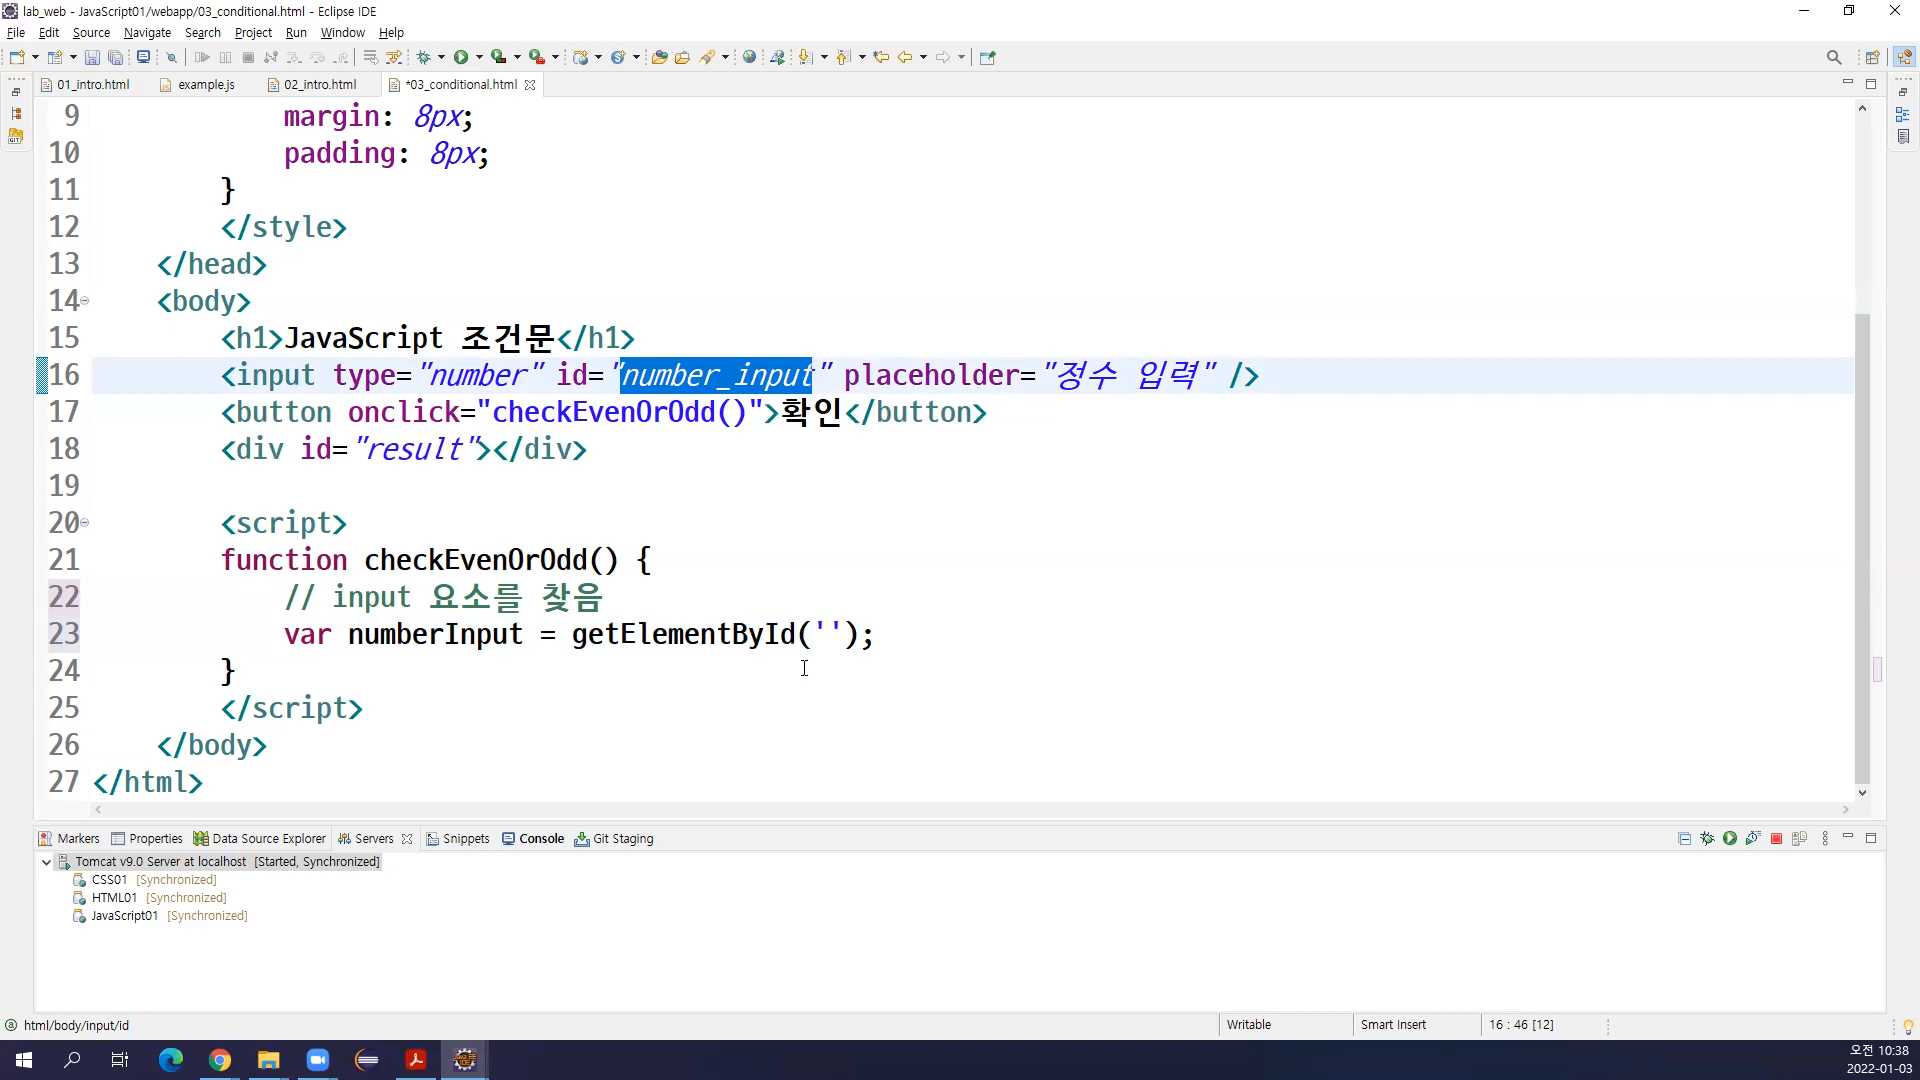 lab_web - JavaScript01/webapp/03_conditional.html - Eclipse IDE
File Edit Source Navigate Search Project Run Window Help
01_intro.html example.js 02_intro.html *03_conditional.html
9 margin: 8px;
10 padding: 8px;
11 }
12 </style>
13 </head>
14 <body>
15 <h1>JavaScript 조건문</h1>
16 <input type="number" id="number_input" placeholder="정수 입력" />
17 <button onclick="checkEvenOrOdd()">확인</button>
18 <div id="result"></div>
19
20 <script>
21 function checkEvenOrOdd() {
22 // input 요소를 찾음
23 var numberInput = getElementById('');
24 }
25 </script>
26 </body>
27 </html>
Markers Properties Data Source Explorer Servers Snippets Console Git Staging
Tomcat v9.0 Server at localhost [Started, Synchronized]
CSS01 [Synchronized]
HTML01 [Synchronized]
JavaScript01 [Synchronized]
html/body/input/id Writable Smart Insert 16 : 46 [12]
오전 10:38
2022-01-03